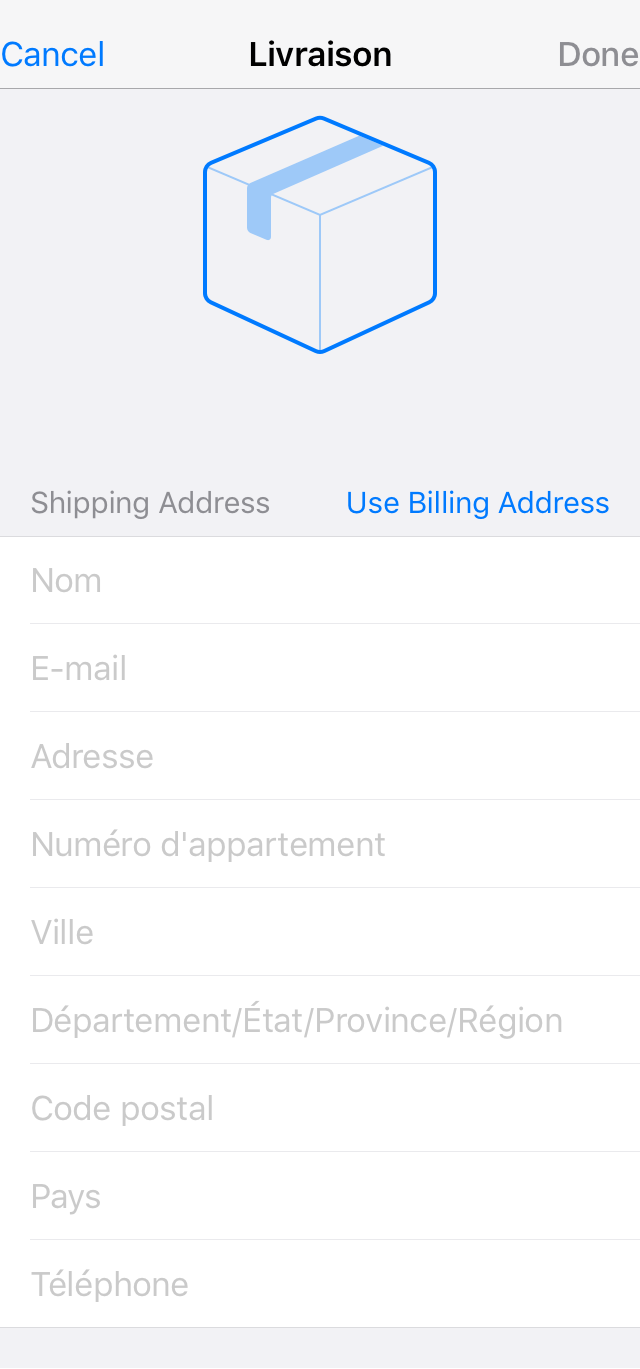 Cancel Livraison Done
Shipping Address Use Billing Address
Nom
E-mail
Adresse
Numéro d'appartement
Ville
Département/État/Province/Région
Code postal
Pays
Téléphone